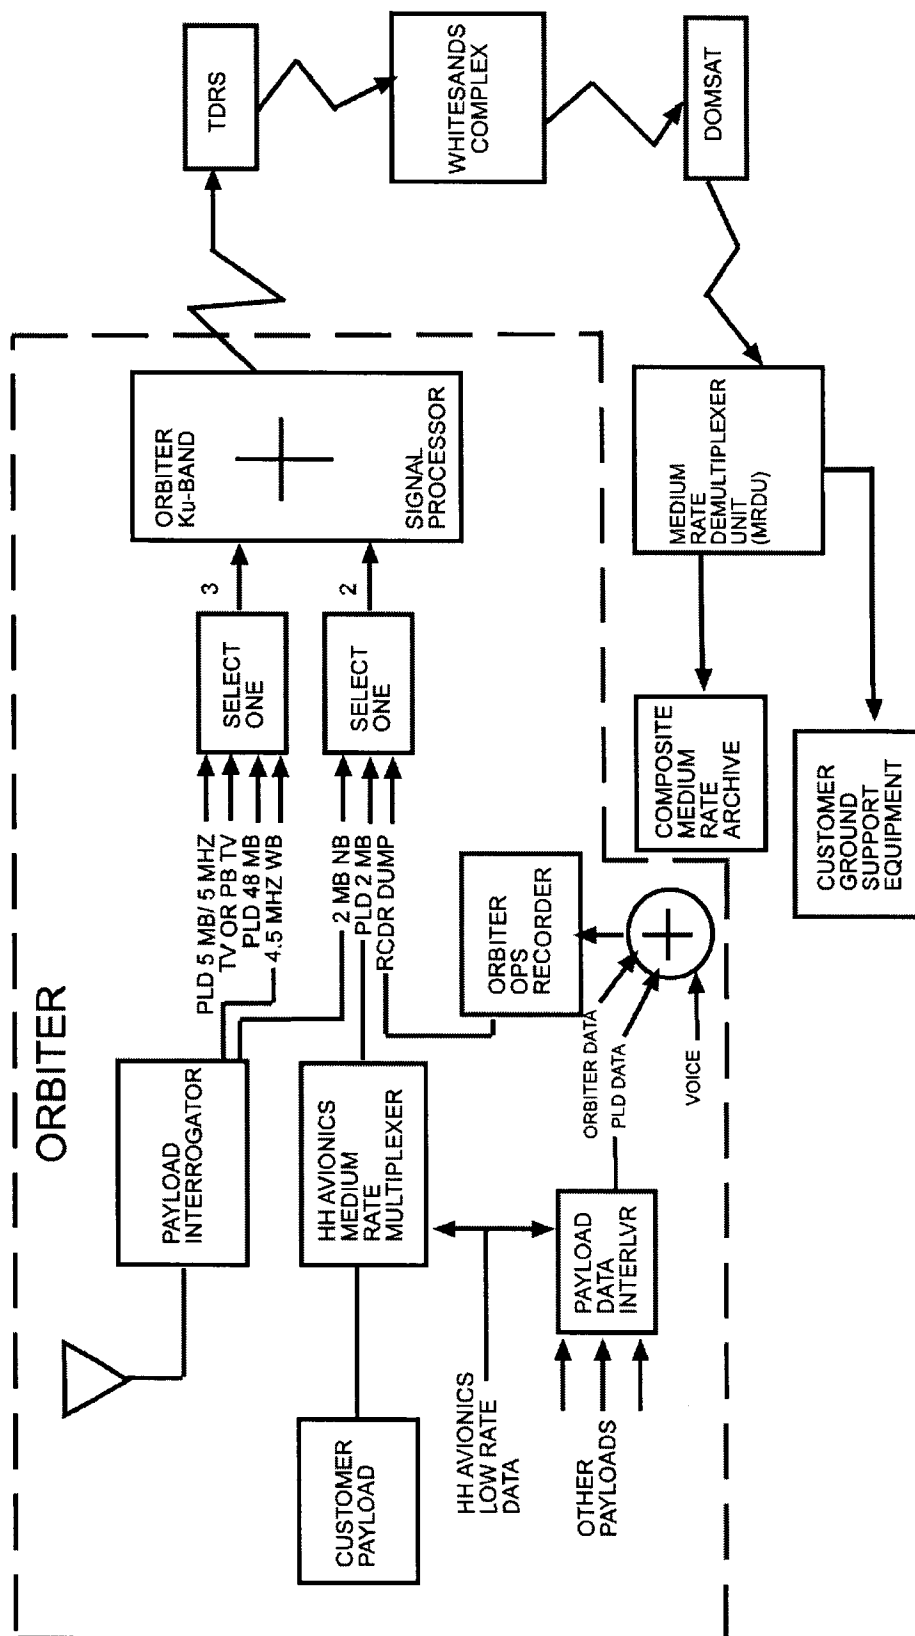 ORBITER
PAYLOAD
INTERROGATOR
PLD 5 MB/ 5 MHZ
TV OR PB TV
PLD 48 MB
4.5 MHZ WB
SELECT
ONE
3
ORBITER
Ku-BAND
SIGNAL
PROCESSOR
TDRS
CUSTOMER
PAYLOAD
HH AVIONICS
MEDIUM
RATE
MULTIPLEXER
2 MB NB
PLD 2 MB
RCDR DUMP
SELECT
ONE
2
WHITESANDS
COMPLEX
HH AVIONICS
LOW RATE
DATA
ORBITER
OPS
RECORDER
OTHER
PAYLOADS
PAYLOAD
DATA
INTERLVR
ORBITER DATA
PLD DATA
VOICE
COMPOSITE
MEDIUM
RATE
ARCHIVE
MEDIUM
RATE
DEMULTIPLEXER
UNIT
(MRDU)
DOMSAT
CUSTOMER
GROUND
SUPPORT
EQUIPMENT